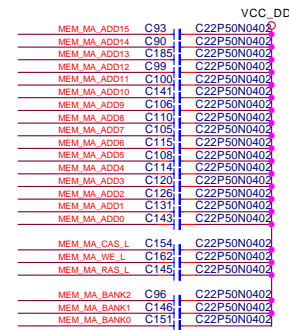 VCC_DD
MEM_MA_ADD15 C93 C22P50N0402
MEM_MA_ADD14 C90 C22P50N0402
MEM_MA_ADD13 C185 C22P50N0402
MEM_MA_ADD12 C99 C22P50N0402
MEM_MA_ADD11 C100 C22P50N0402
MEM_MA_ADD10 C141 C22P50N0402
MEM_MA_ADD9 C106 C22P50N0402
MEM_MA_ADD8 C110 C22P50N0402
MEM_MA_ADD7 C105 C22P50N0402
MEM_MA_ADD6 C115 C22P50N0402
MEM_MA_ADD5 C108 C22P50N0402
MEM_MA_ADD4 C114 C22P50N0402
MEM_MA_ADD3 C120 C22P50N0402
MEM_MA_ADD2 C126 C22P50N0402
MEM_MA_ADD1 C131 C22P50N0402
MEM_MA_ADD0 C143 C22P50N0402
MEM_MA_CAS_L C154 C22P50N0402
MEM_MA_WE_L C162 C22P50N0402
MEM_MA_RAS_L C145 C22P50N0402
MEM_MA_BANK2 C96 C22P50N0402
MEM_MA_BANK1 C146 C22P50N0402
MEM_MA_BANK0 C151 C22P50N0402